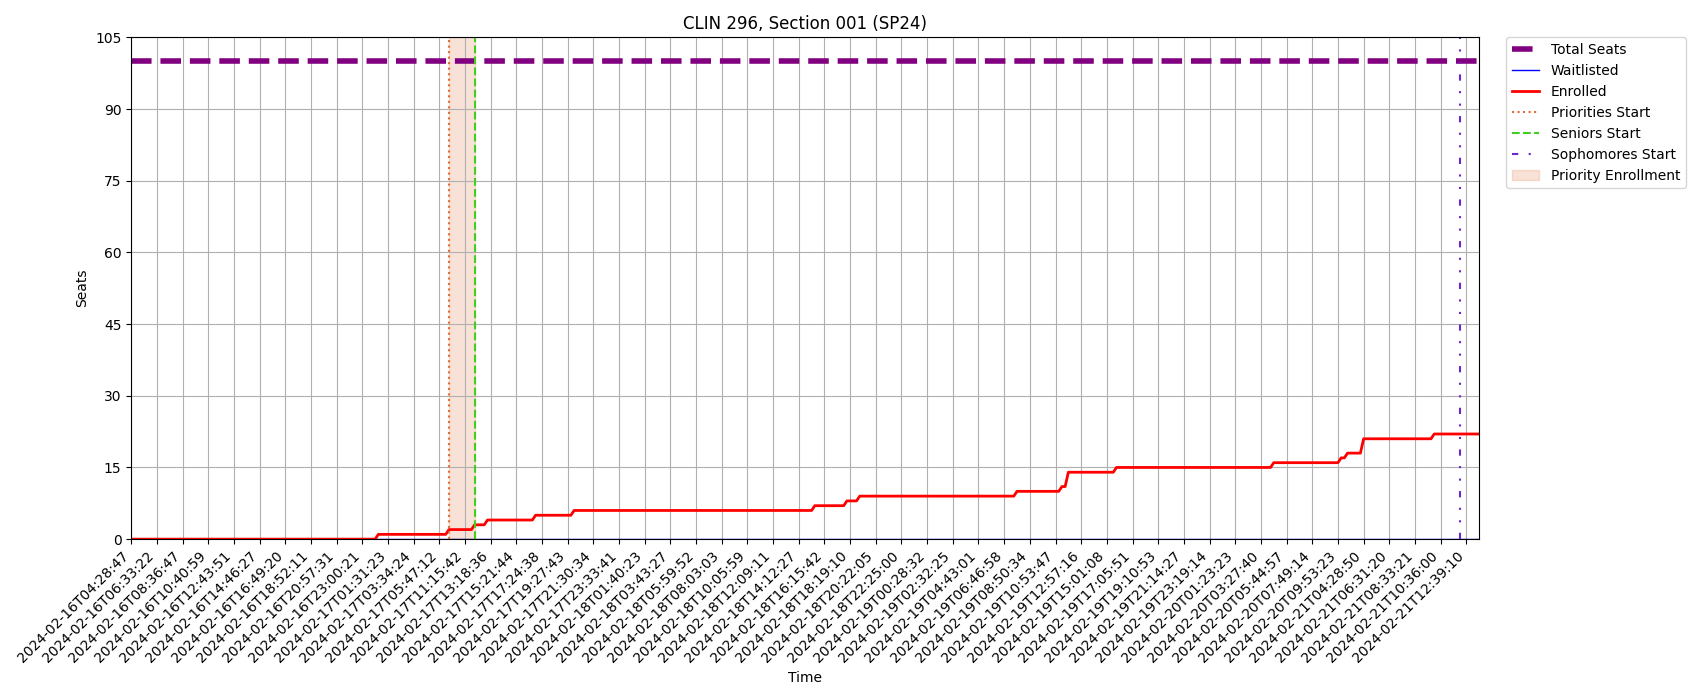 CLIN 296, Section 001 (SP24)
105
90
75
60
45
30
15
0
Seats
Total Seats
Waitlisted
Enrolled
Priorities Start
Seniors Start
Sophomores Start
Priority Enrollment
2024-02-16T04:28:47
2024-02-16T06:33:22
2024-02-16T08:36:47
2024-02-16T10:40:59
2024-02-16T12:43:51
2024-02-16T14:46:27
2024-02-16T16:49:20
2024-02-16T18:52:11
2024-02-16T20:57:31
2024-02-16T23:00:21
2024-02-17T01:31:23
2024-02-17T03:34:24
2024-02-17T05:47:12
2024-02-17T11:15:42
2024-02-17T13:18:36
2024-02-17T15:21:44
2024-02-17T17:24:38
2024-02-17T19:27:43
2024-02-17T21:30:34
2024-02-17T23:33:41
2024-02-18T01:40:23
2024-02-18T03:43:27
2024-02-18T05:59:52
2024-02-18T08:03:03
2024-02-18T10:05:59
2024-02-18T12:09:11
2024-02-18T14:12:27
2024-02-18T16:15:42
2024-02-18T18:19:10
2024-02-18T20:22:05
2024-02-18T22:25:00
2024-02-19T00:28:32
2024-02-19T02:32:25
2024-02-19T04:43:01
2024-02-19T06:46:58
2024-02-19T08:50:34
2024-02-19T10:53:47
2024-02-19T12:57:16
2024-02-19T15:01:08
2024-02-19T17:05:51
2024-02-19T19:10:53
2024-02-19T21:14:27
2024-02-19T23:19:14
2024-02-20T01:23:23
2024-02-20T03:27:40
2024-02-20T05:44:57
2024-02-20T07:49:14
2024-02-20T09:53:23
2024-02-21T04:28:50
2024-02-21T06:31:20
2024-02-21T08:33:21
2024-02-21T10:36:00
2024-02-21T12:39:10
Time